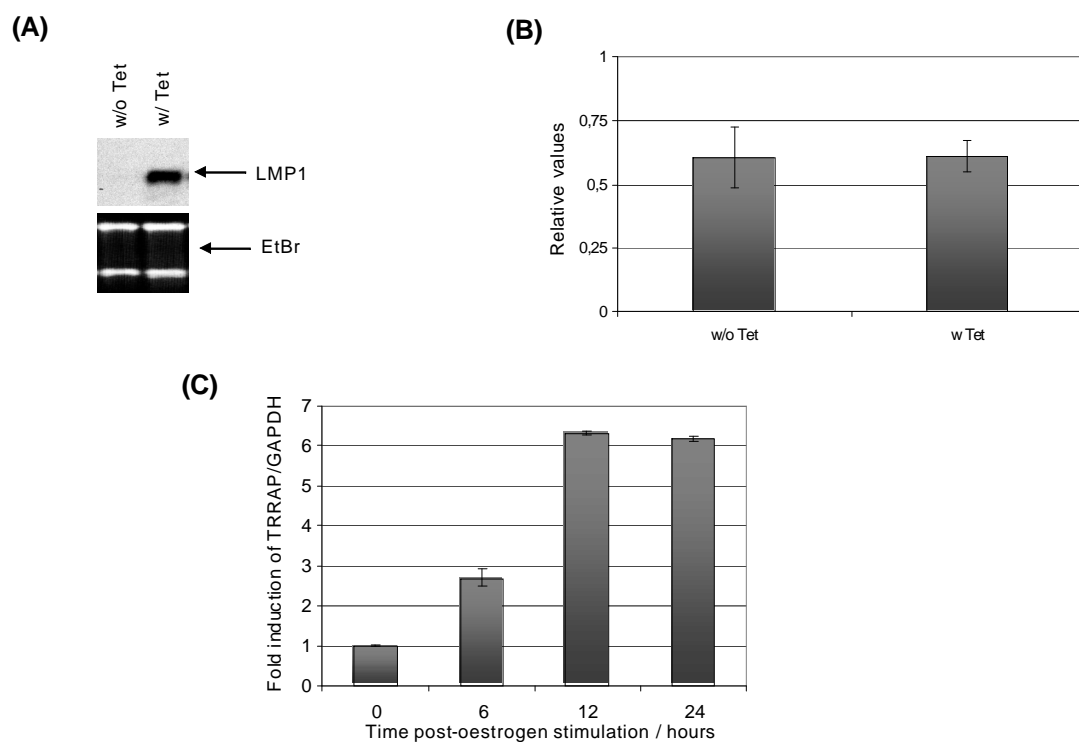 (A)
w/o Tet
w/ Tet
LMP1
EtBr
(B)
Relative values
1
0,75
0,5
0,25
0
w/o Tet
w Tet
(C)
Fold induction of TRRAP/GAPDH
7
6
5
4
3
2
1
0
0 6 12 24
Time post-oestrogen stimulation / hours